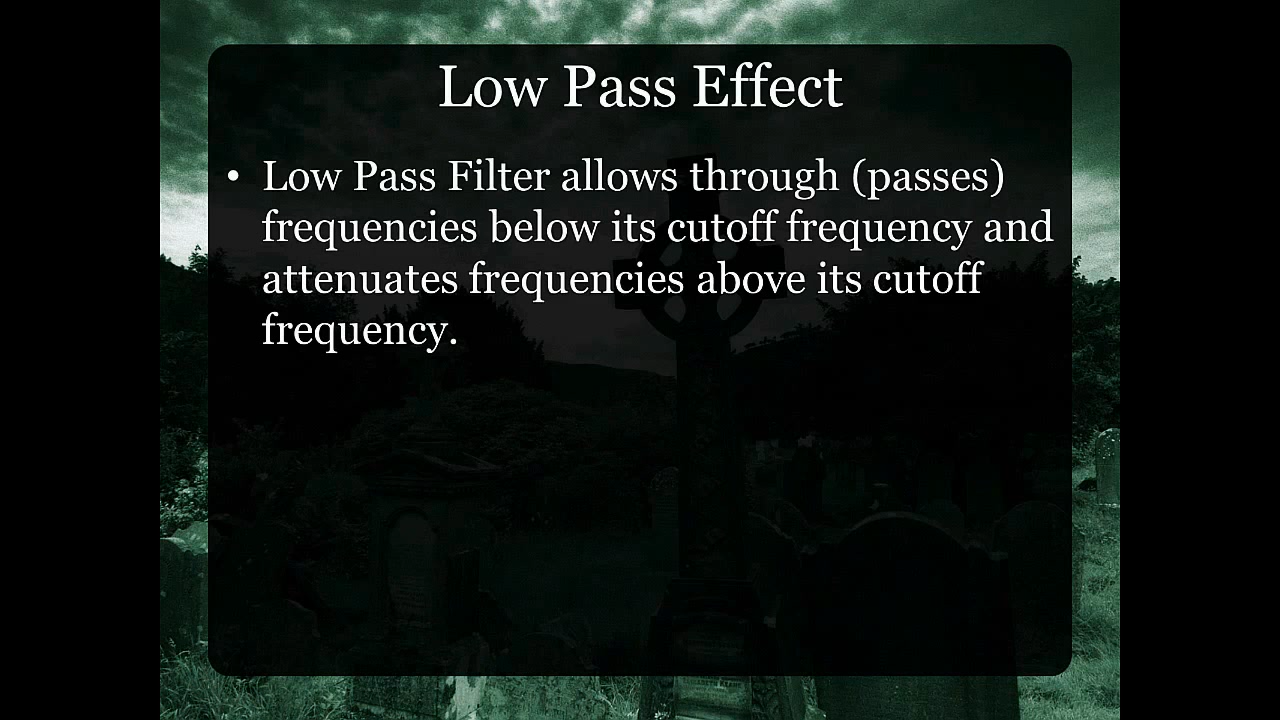 Low Pass Effect
• Low Pass Filter allows through (passes)
frequencies below its cutoff frequency and
attenuates frequencies above its cutoff
frequency.